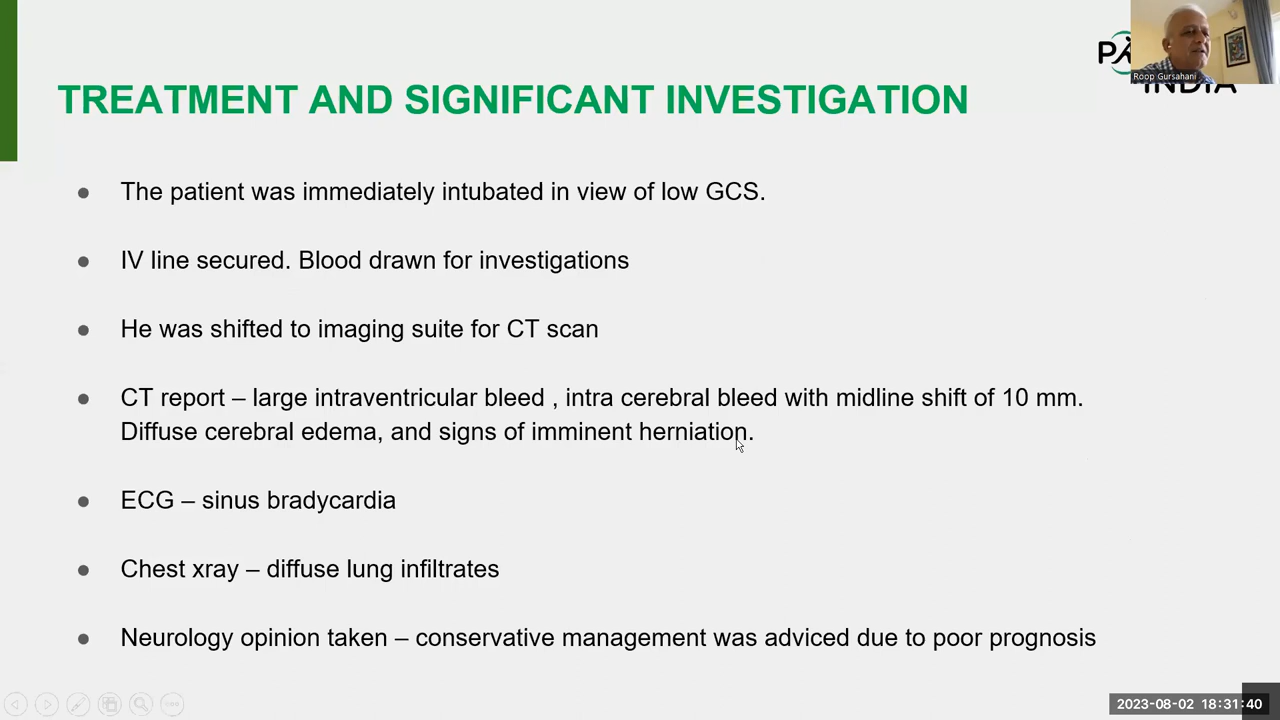 PA
INDIA
Roop Gursahani
TREATMENT AND SIGNIFICANT INVESTIGATION
● The patient was immediately intubated in view of low GCS.
● IV line secured. Blood drawn for investigations
● He was shifted to imaging suite for CT scan
● CT report – large intraventricular bleed , intra cerebral bleed with midline shift of 10 mm.
Diffuse cerebral edema, and signs of imminent herniation.
● ECG – sinus bradycardia
● Chest xray – diffuse lung infiltrates
● Neurology opinion taken – conservative management was adviced due to poor prognosis
2023-08-02 18:31:40